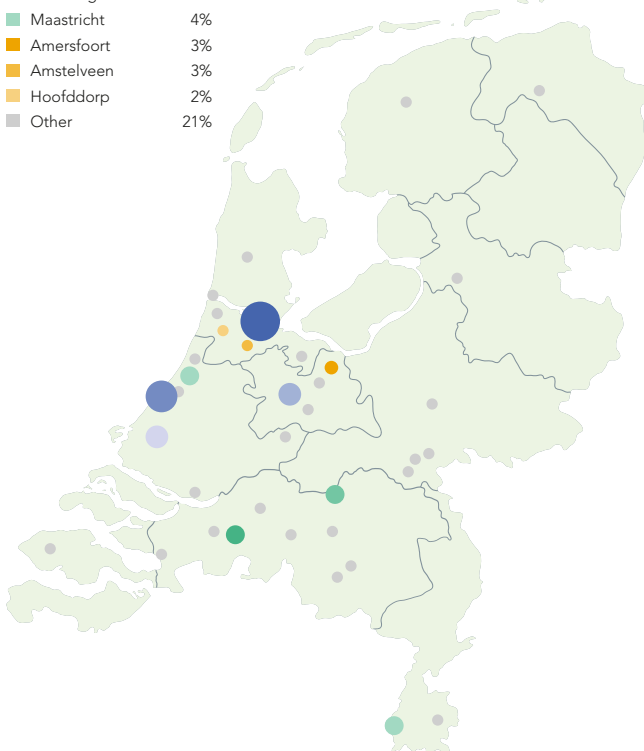 Maastricht 4%
Amersfoort 3%
Amstelveen 3%
Hoofddorp 2%
Other 21%